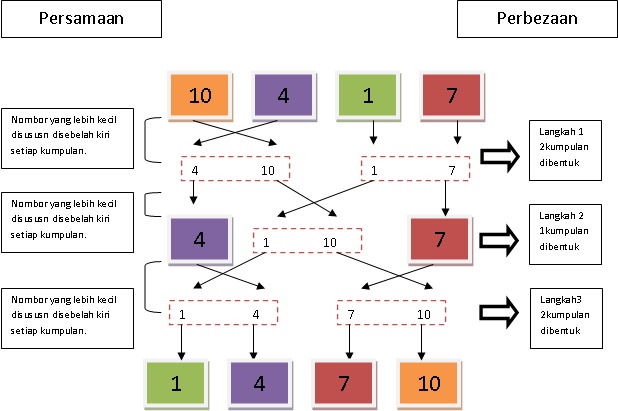 Persamaan
Perbezaan
10 4 1 7
Nombor yang lebih kecil
disususn disebelah kiri
setiap kumpulan.
Langkah 1
2kumpulan
dibentuk
4 10 1 7
Nombor yang lebih kecil
disususn disebelah kiri
setiap kumpulan.
Langkah 2
1kumpulan
dibentuk
4 1 10 7
Nombor yang lebih kecil
disususn disebelah kiri
setiap kumpulan.
Langkah3
2kumpulan
dibentuk
1 4 7 10
1 4 7 10